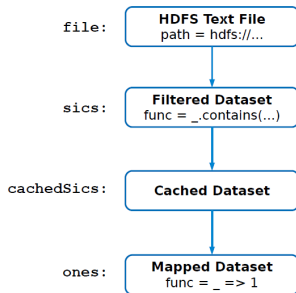 file:
HDFS Text File
path = hdfs://...
sics:
Filtered Dataset
func = _.contains(...)
cachedSics:
Cached Dataset
ones:
Mapped Dataset
func = _ => 1